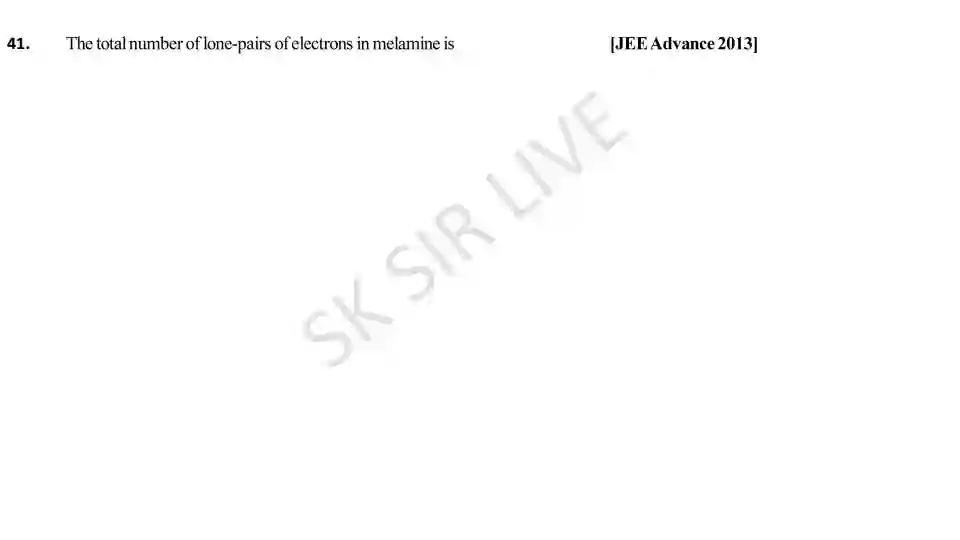 41. The total number of lone-pairs of electrons in melamine is [JEE Advance 2013]
SK SIR LIVE